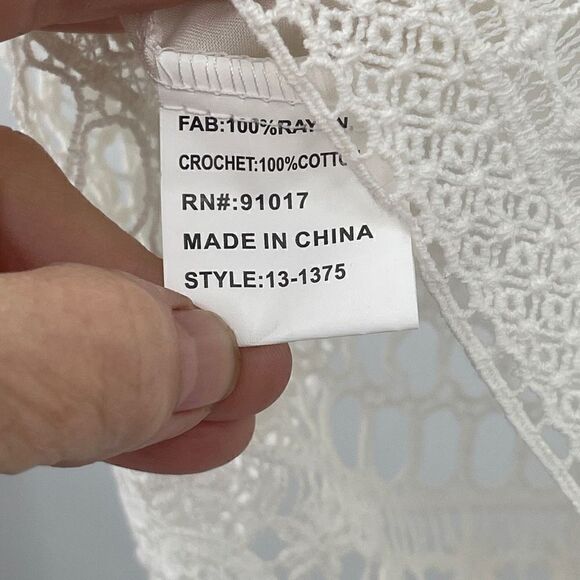 FAB:100%RAY N
CROCHET:100%COTTO
RN#:91017
MADE IN CHINA
STYLE:13-1375